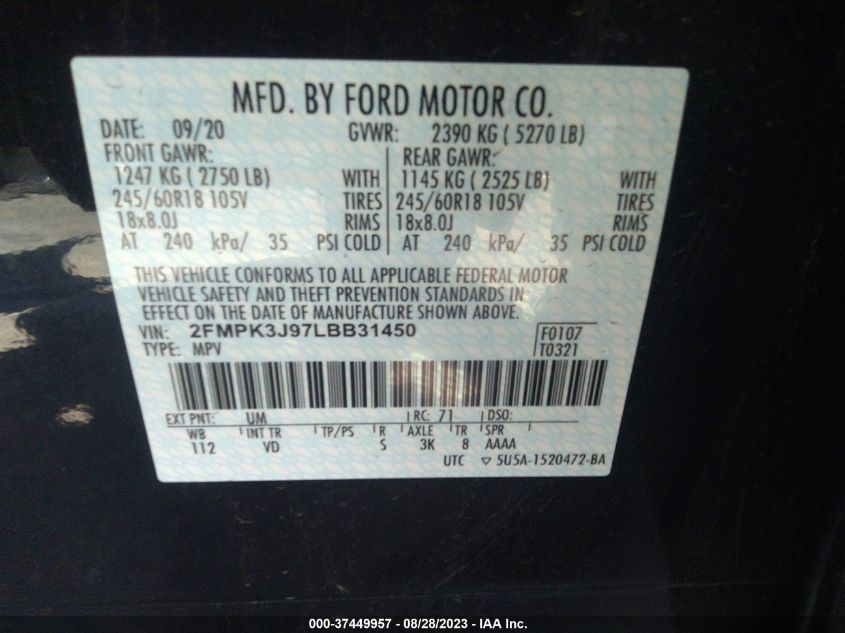 MFD. BY FORD MOTOR CO.
DATE: 09/20 GVWR: 2390 KG ( 5270 LB)
FRONT GAWR: REAR GAWR:
1247 KG ( 2750 LB) WITH 1145 KG ( 2525 LB) WITH
245/60R18 105V TIRES 245/60R18 105V TIRES
18x8.0J RIMS 18x8.0J RIMS
AT 240 kPa/ 35 PSI COLD AT 240 kPa/ 35 PSI COLD
THIS VEHICLE CONFORMS TO ALL APPLICABLE FEDERAL MOTOR
VEHICLE SAFETY AND THEFT PREVENTION STANDARDS IN
EFFECT ON THE DATE OF MANUFACTURE SHOWN ABOVE.
VIN: 2FMPK3J97LBB31450 F0107
TYPE: MPV T0321
EXT PNT: UM RC: 71 DSO:
WB INT TR TP/PS R AXLE TR SPR
112 VD S 3K 8 AAAA
UTC ▽ 5U5A-1520472-BA
000-37449957 - 08/28/2023 - IAA Inc.